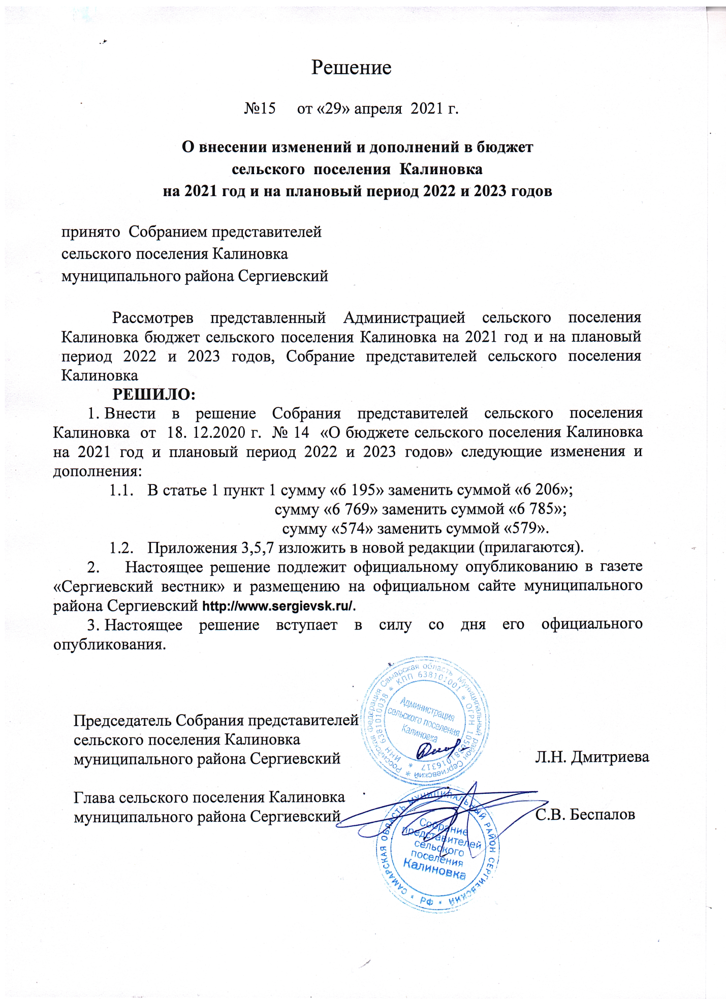 Решение
№15 от «29» апреля 2021 г.
О внесении изменений и дополнений в бюджет
сельского поселения Калиновка
на 2021 год и на плановый период 2022 и 2023 годов
принято Собранием представителей
сельского поселения Калиновка
муниципального района Сергиевский
Рассмотрев представленный Администрацией сельского поселения
Калиновка бюджет сельского поселения Калиновка на 2021 год и на плановый
период 2022 и 2023 годов, Собрание представителей сельского поселения
Калиновка
РЕШИЛО:
1. Внести в решение Собрания представителей сельского поселения
Калиновка от 18. 12.2020 г. № 14 «О бюджете сельского поселения Калиновка
на 2021 год и плановый период 2022 и 2023 годов» следующие изменения и
дополнения:
1.1. В статье 1 пункт 1 сумму «6 195» заменить суммой «6 206»;
сумму «6 769» заменить суммой «6 785»;
сумму «574» заменить суммой «579».
1.2. Приложения 3,5,7 изложить в новой редакции (прилагаются).
2. Настоящее решение подлежит официальному опубликованию в газете
«Сергиевский вестник» и размещению на официальном сайте муниципального
района Сергиевский http://www.sergievsk.ru/.
3. Настоящее решение вступает в силу со дня его официального
опубликования.
Российская Федерация Самарская область Муниципальный район Сергиевский *
ИНН 6381010038 * КПП 638101001 * ОГРН 1056381016317 *
Администрация
сельского поселения
Калиновка
Председатель Собрания представителей
сельского поселения Калиновка
муниципального района Сергиевский Л.Н. Дмитриева
Глава сельского поселения Калиновка
муниципального района Сергиевский С.В. Беспалов
* САМАРСКАЯ ОБЛАСТЬ МУНИЦИПАЛЬНЫЙ РАЙОН СЕРГИЕВСКИЙ * РФ
Собрание
представителей
сельского
поселения
Калиновка